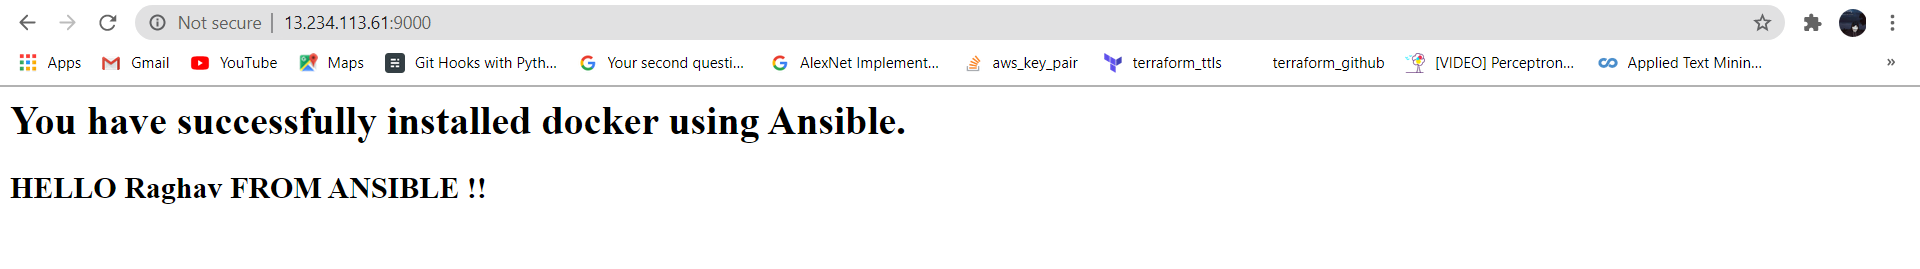 Not secure | 13.234.113.61:9000
Apps Gmail YouTube Maps Git Hooks with Pyth... Your second questi... AlexNet Implement... aws_key_pair terraform_ttls terraform_github [VIDEO] Perceptron... Applied Text Minin... »
You have successfully installed docker using Ansible.
HELLO Raghav FROM ANSIBLE !!